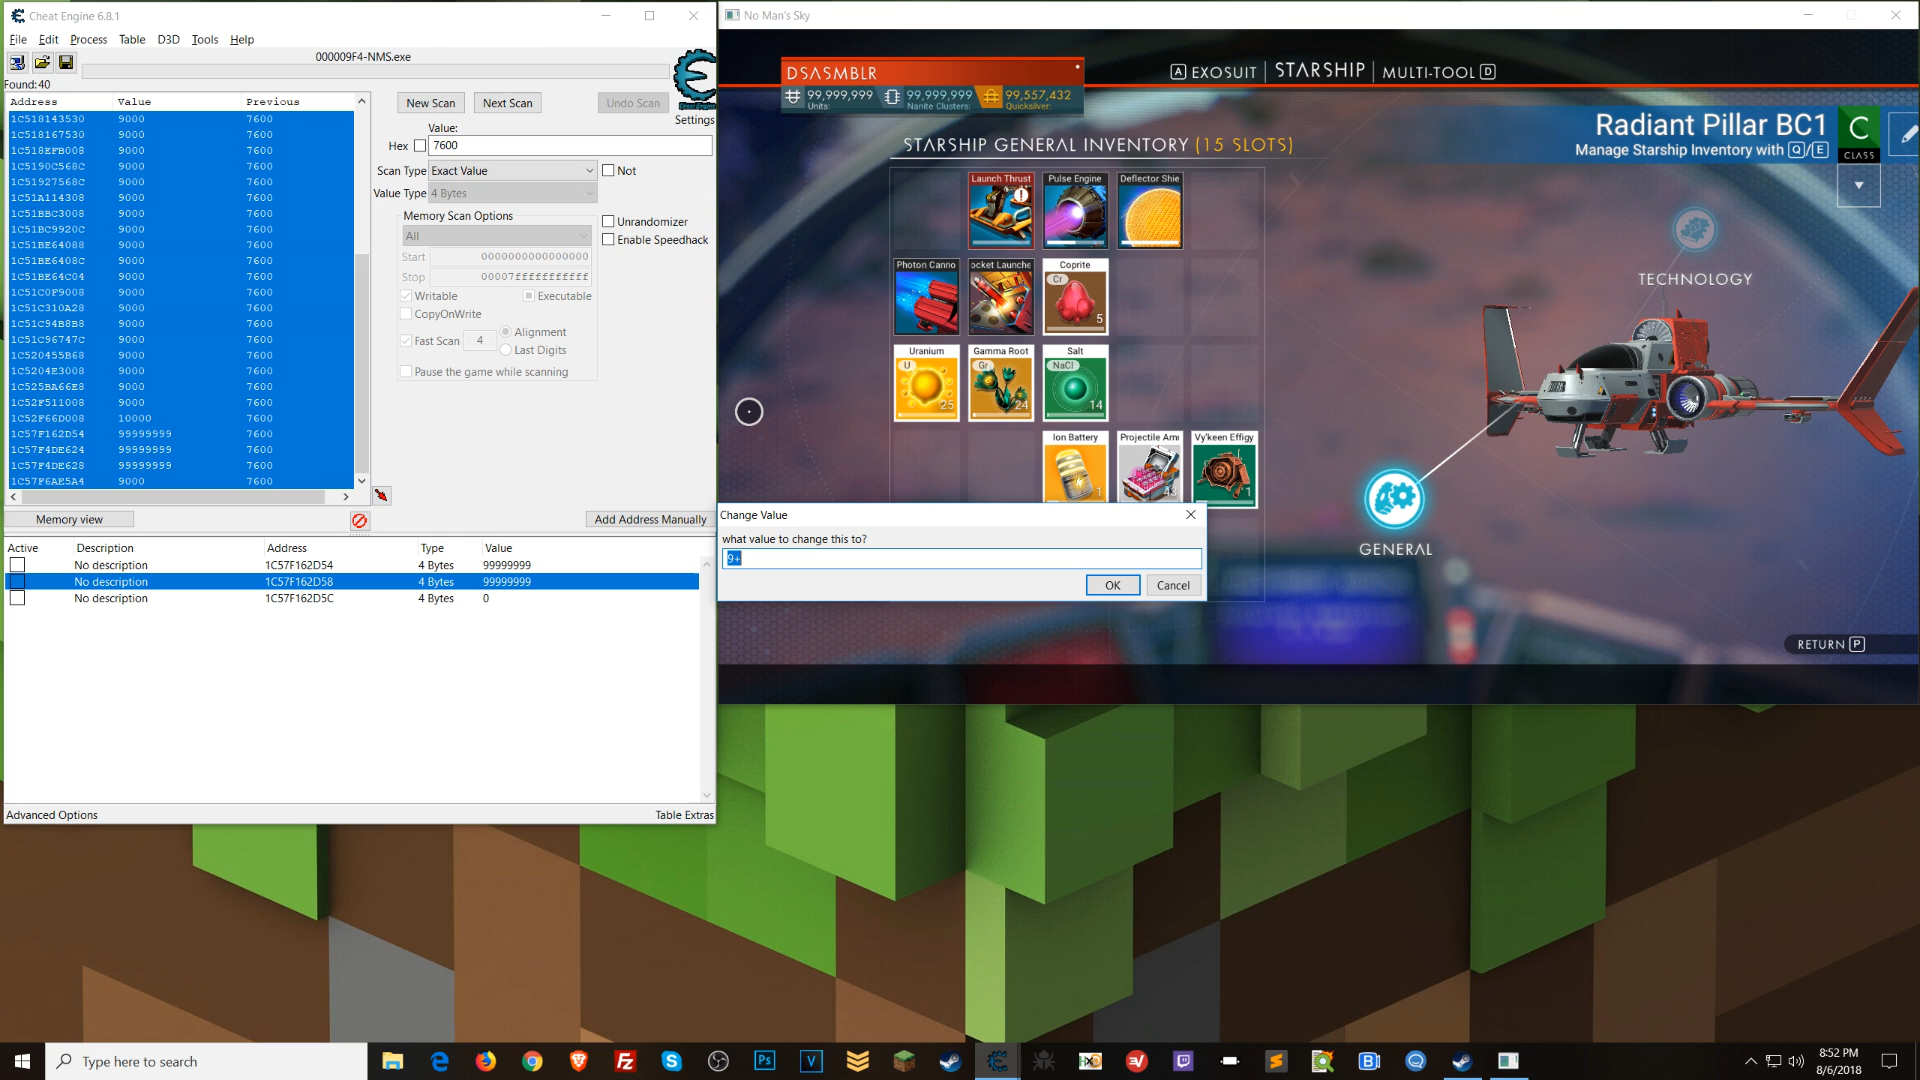 Cheat Engine 6.8.1
File Edit Process Table D3D Tools Help
000009F4-NMS.exe
Found:40
Address Value Previous
1C518143530 9000 7600
1C518167530 9000 7600
1C518EFB008 9000 7600
1C5190C568C 9000 7600
1C51927568C 9000 7600
1C51A114308 9000 7600
1C51BBC3008 9000 7600
1C51BC9920C 9000 7600
1C51BE64088 9000 7600
1C51BE6408C 9000 7600
1C51BE64C04 9000 7600
1C51C0F9008 9000 7600
1C51C310A28 9000 7600
1C51C94B8B8 9000 7600
1C51C96747C 9000 7600
1C520455B68 9000 7600
1C5204E3008 9000 7600
1C525BA66E8 9000 7600
1C52F511008 9000 7600
1C52F66D008 10000 7600
1C57F162D54 99999999 7600
1C57F4DE624 99999999 7600
1C57F4DE628 99999999 7600
1C57F6AE5A4 9000 7600
New Scan Next Scan Undo Scan
Cheat Engine
Settings
Value:
Hex 7600
Scan Type Exact Value Not
Value Type 4 Bytes
Memory Scan Options
All
Start 0000000000000000
Stop 00007fffffffffff
Writable Executable
CopyOnWrite
Fast Scan 4 Alignment
Last Digits
Pause the game while scanning
Unrandomizer
Enable Speedhack
Memory view
Add Address Manually
Active Description Address Type Value
No description 1C57F162D54 4 Bytes 99999999
No description 1C57F162D58 4 Bytes 99999999
No description 1C57F162D5C 4 Bytes 0
Advanced Options Table Extras
No Man's Sky
DSASMBLR
99,999,999 99,999,999 99,557,432
Units: Nanite Clusters: Quicksilver:
A EXOSUIT STARSHIP MULTI-TOOL D
STARSHIP GENERAL INVENTORY (15 SLOTS)
Radiant Pillar BC1
Manage Starship Inventory with Q/E
C
CLASS
Launch Thrust Pulse Engine Deflector Shie
Photon Canno ocket Launche Coprite
Cr
5
Uranium Gamma Root Salt
U Gr NaCl
25 24 14
Ion Battery Projectile Am Vy'keen Effigy
1 43 1
TECHNOLOGY
GENERAL
RETURN P
Change Value
what value to change this to?
9+
OK Cancel
Type here to search
Ps
V
8:52 PM
8/6/2018